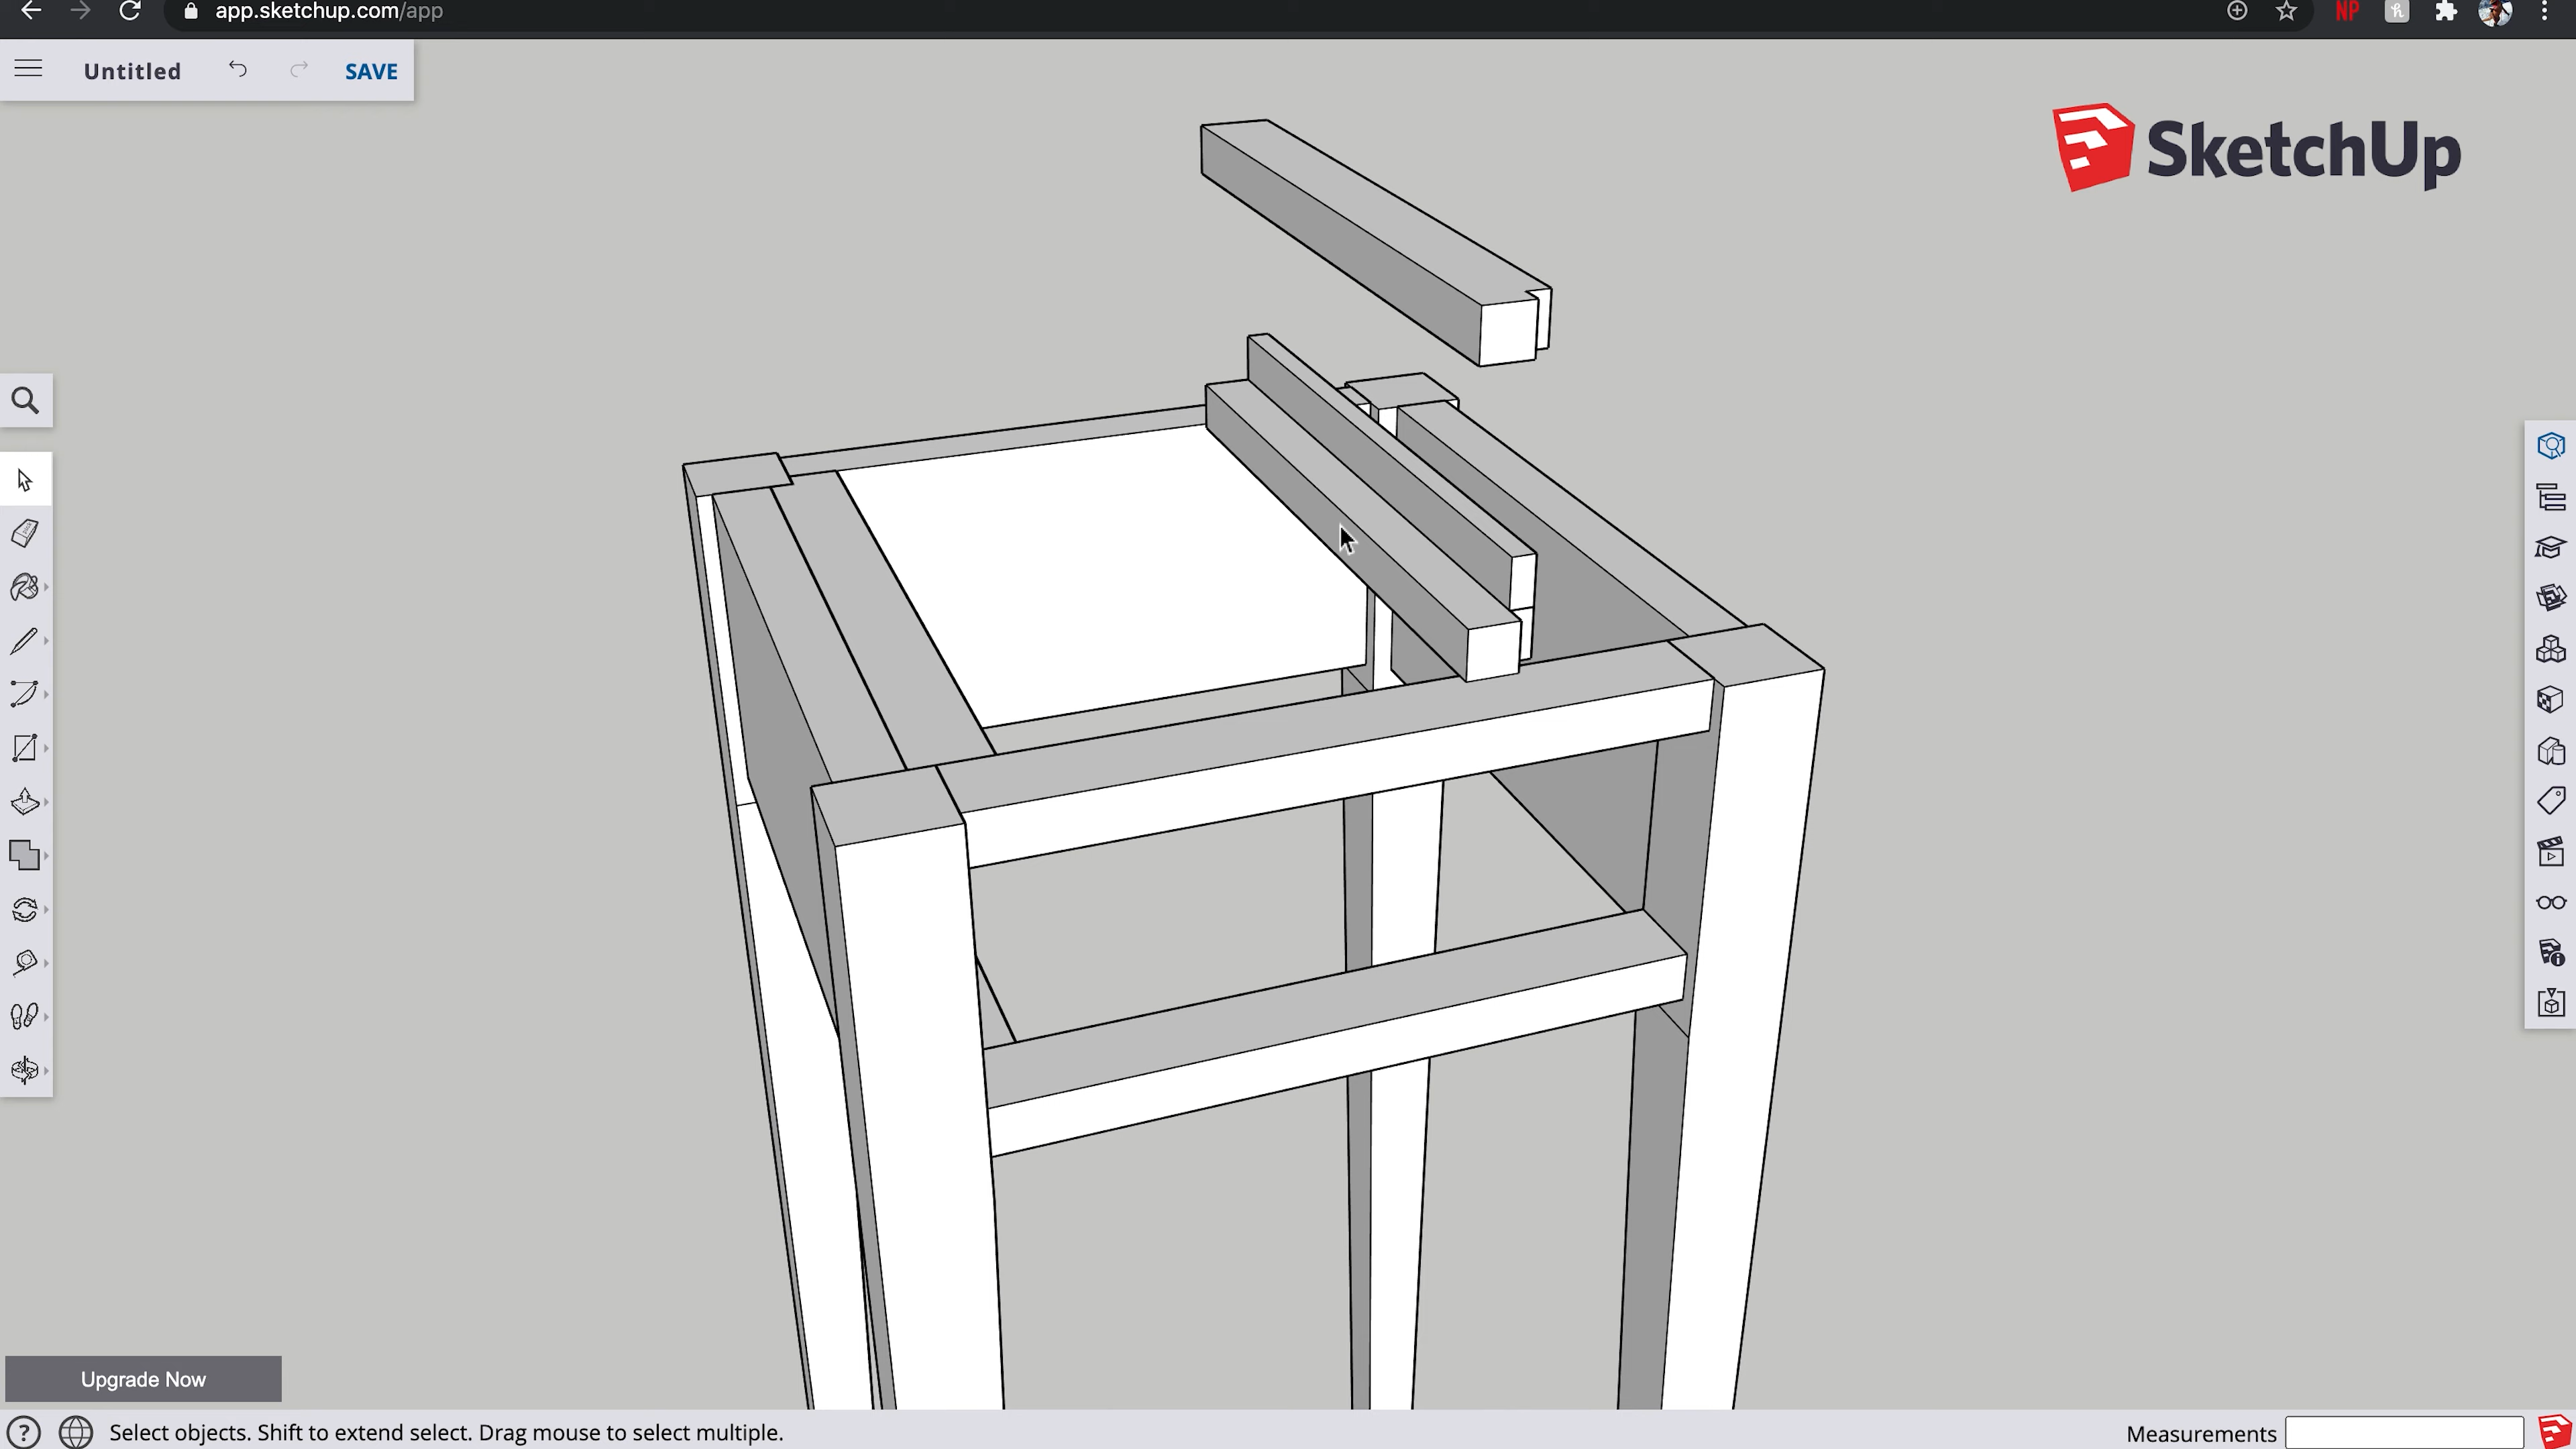 app.sketchup.com/app
NP
h
Untitled
SAVE
SketchUp
Upgrade Now
Select objects. Shift to extend select. Drag mouse to select multiple.
Measurements